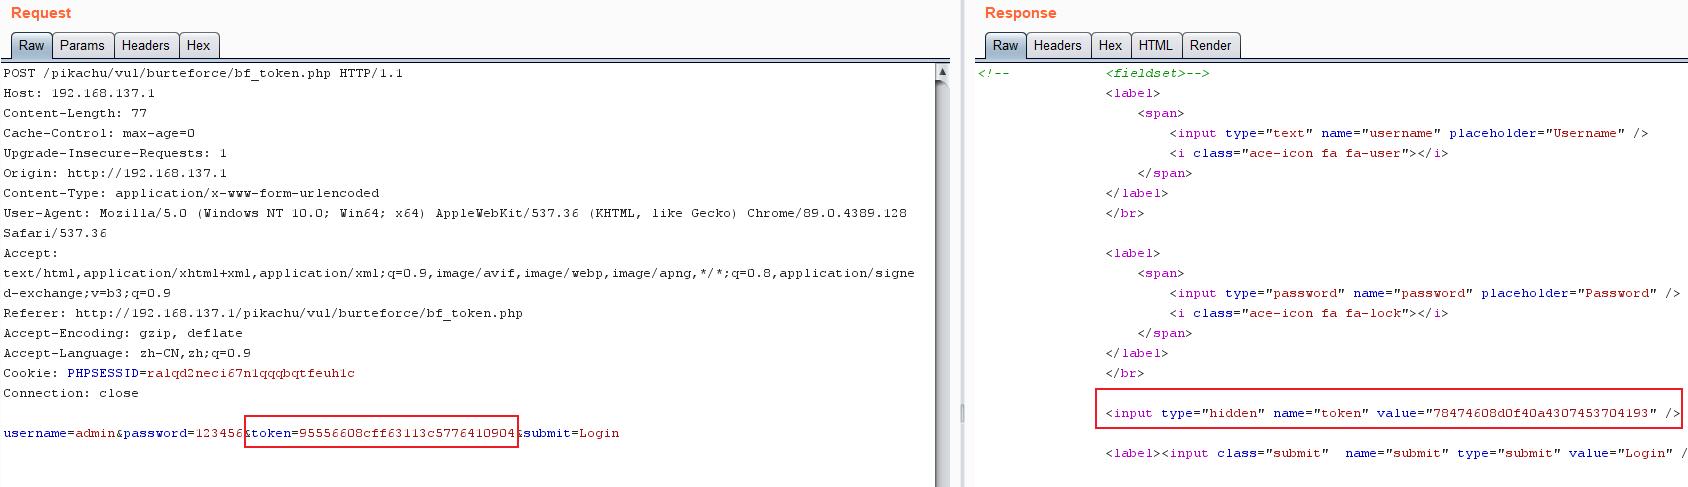 Request
Raw Params Headers Hex
POST /pikachu/vul/burteforce/bf_token.php HTTP/1.1
Host: 192.168.137.1
Content-Length: 77
Cache-Control: max-age=0
Upgrade-Insecure-Requests: 1
Origin: http://192.168.137.1
Content-Type: application/x-www-form-urlencoded
User-Agent: Mozilla/5.0 (Windows NT 10.0; Win64; x64) AppleWebKit/537.36 (KHTML, like Gecko) Chrome/89.0.4389.128
Safari/537.36
Accept:
text/html,application/xhtml+xml,application/xml;q=0.9,image/avif,image/webp,image/apng,*/*;q=0.8,application/signe
d-exchange;v=b3;q=0.9
Referer: http://192.168.137.1/pikachu/vul/burteforce/bf_token.php
Accept-Encoding: gzip, deflate
Accept-Language: zh-CN,zh;q=0.9
Cookie: PHPSESSID=ra1qd2neci67n1qqqbqtfeuh1c
Connection: close
username=admin&password=123456&token=95556608cff63113c5776410904&submit=Login
Response
Raw Headers Hex HTML Render
<!-- <fieldset>-->
<label>
<span>
<input type="text" name="username" placeholder="Username" />
<i class="ace-icon fa fa-user"></i>
</span>
</label>
</br>
<label>
<span>
<input type="password" name="password" placeholder="Password" />
<i class="ace-icon fa fa-lock"></i>
</span>
</label>
</br>
<input type="hidden" name="token" value="78474608d0f40a4307453704193" />
<label><input class="submit" name="submit" type="submit" value="Login" /